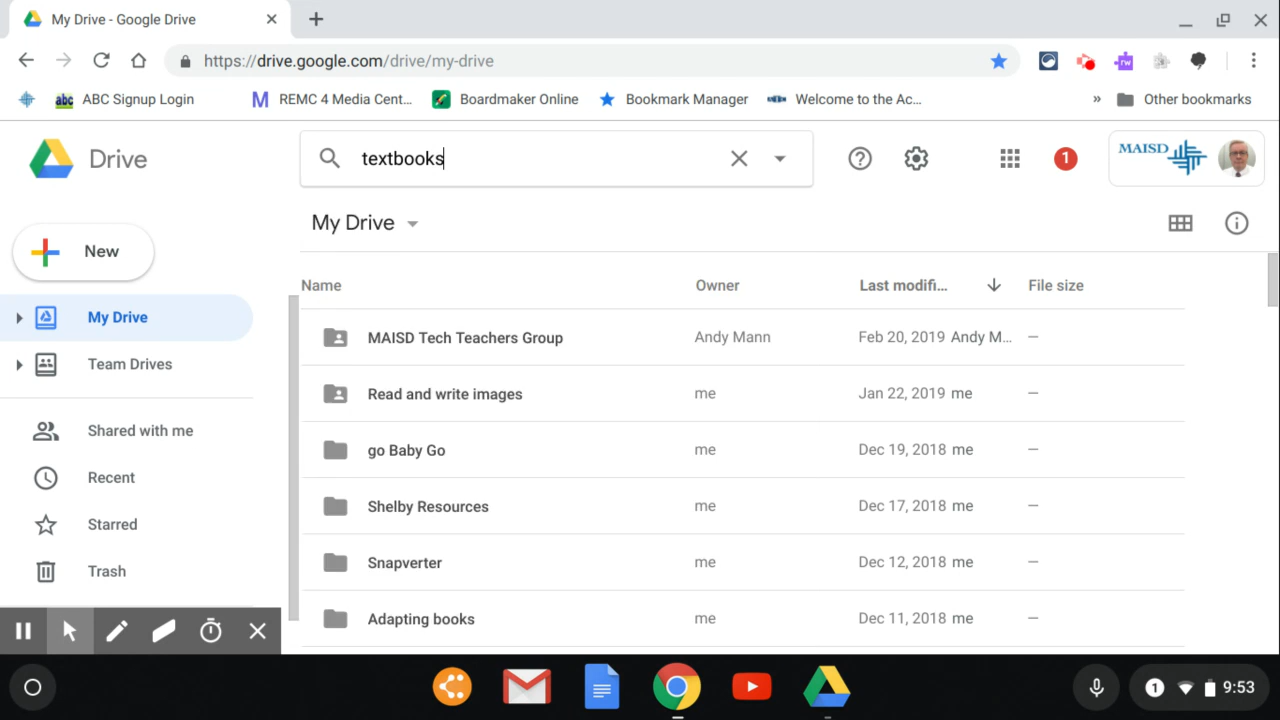 My Drive - Google Drive
https://drive.google.com/drive/my-drive
rw
abc ABC Signup Login
M REMC 4 Media Cent...
Boardmaker Online
Bookmark Manager
Welcome to the Ac...
» Other bookmarks
Drive
textbooks
1
MAISD
New
My Drive
Name Owner Last modifi... File size
My Drive
Team Drives
Shared with me
Recent
Starred
Trash
MAISD Tech Teachers Group Andy Mann Feb 20, 2019 Andy M... —
Read and write images me Jan 22, 2019 me —
go Baby Go me Dec 19, 2018 me —
Shelby Resources me Dec 17, 2018 me —
Snapverter me Dec 12, 2018 me —
Adapting books me Dec 11, 2018 me —
1 9:53